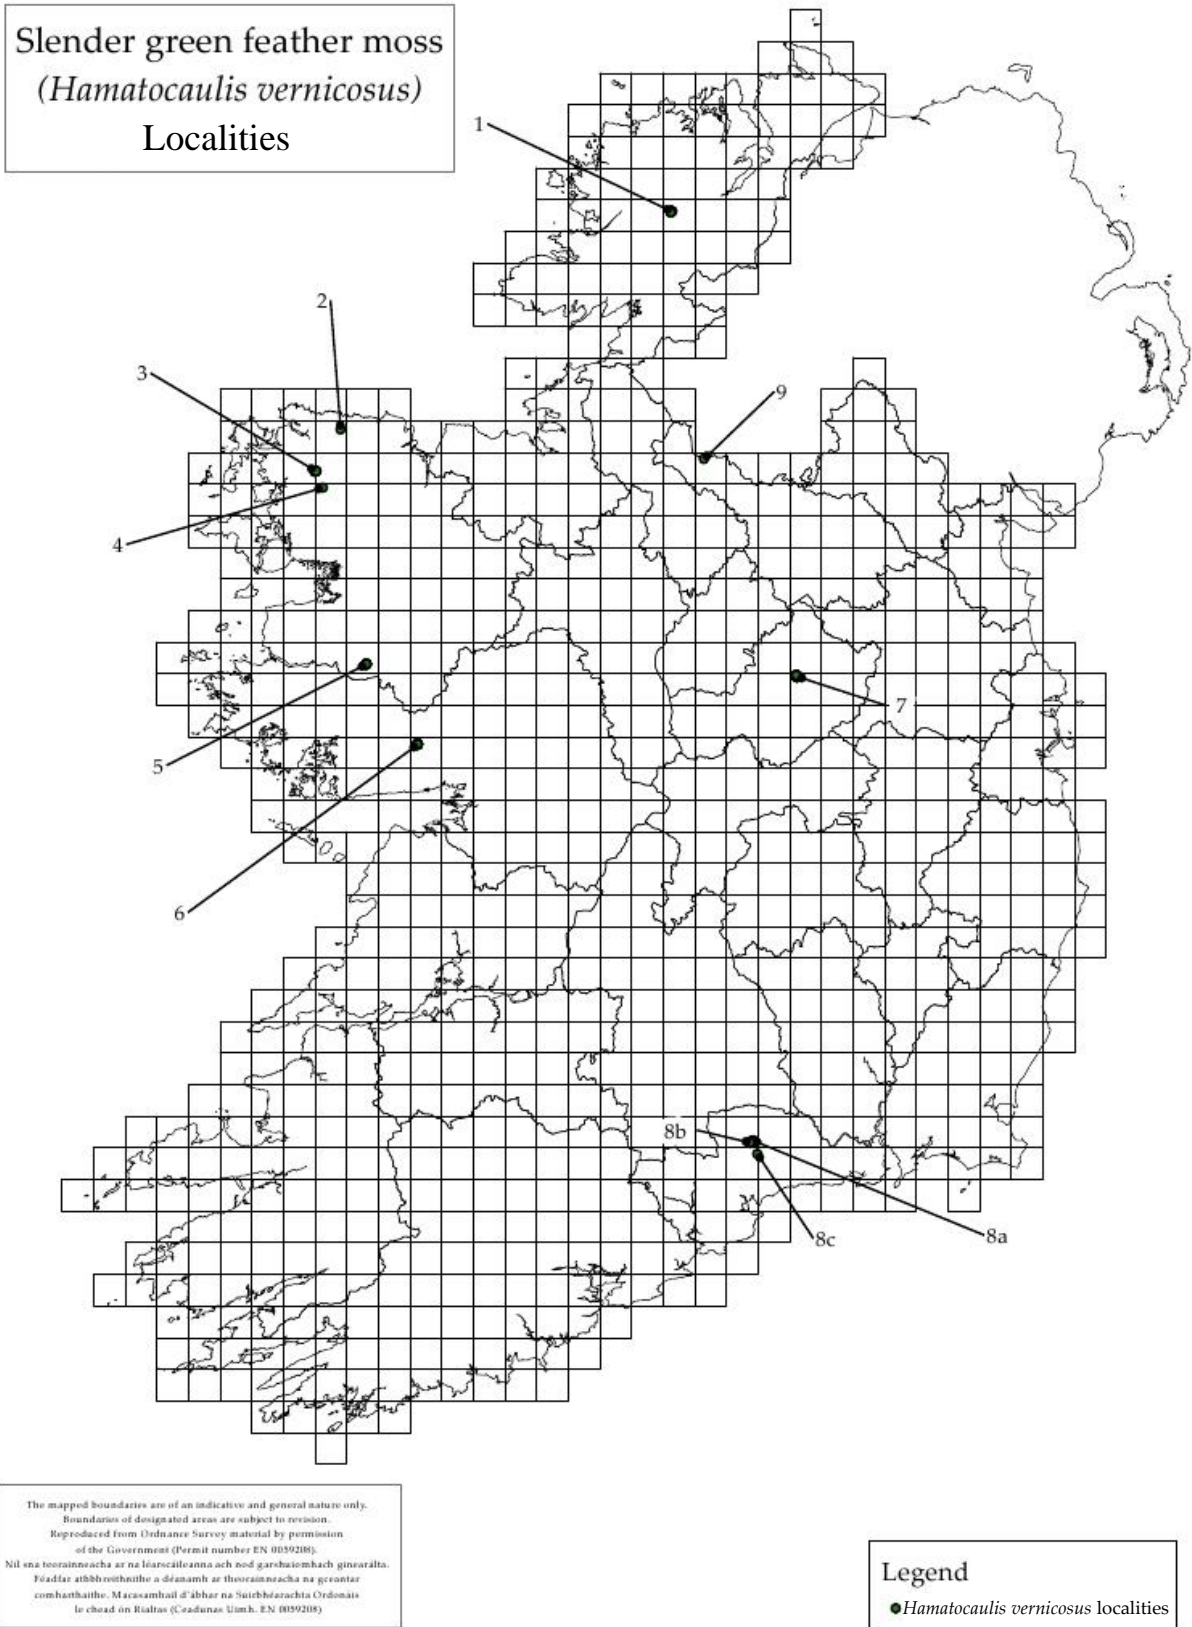 Slender green feather moss
(Hamatocaulis vernicosus)
Localities
1
2
3
9
4
7
5
6
8b
8a
8c
The mapped boundaries are of an indicative and general nature only.
Boundaries of designated areas are subject to revision.
Reproduced from Ordnance Survey material by permission
of the Government (Permit number EN 0059208).
Níl sna teorainneacha ar na léarscáileanna ach nod garshuíomhach ginearálta.
Féadfar athbhreithnithe a déanamh ar theorainneacha na gceantar
comharthaithe. Macasamhail d'ábhar na Suirbhéarachta Ordonáis
le chead ón Rialtas (Ceadunas Uimh. EN 0059208)
Legend
Hamatocaulis vernicosus localities